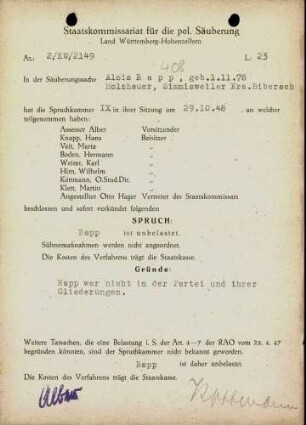 Staatskommissariat für die pol. Säuberung
Land Württemberg-Hohenzollern
Az: 2/KW/2149
L 23
408
In der Säuberungssache Alois Rapp, geb.1.11.78
Holzhauer, Simmisweiler Krs.Biberach
hat die Spruchkammer IX in ihrer Sitzung am 29.10.48, an welcher
teilgenommen haben:
Assessor Alber Vorsitzender
Knapp, Hans Beisitzer
Veit, Maria "
Boden, Hermann "
Weimt, Karl "
Hirn, Wilhelm "
Kottmann, O.Stud.Dir. "
Klett, Martin "
Angestellter Otto Hager Vertreter des Staatskommissars
beschlossen und sofort verkündet folgenden
SPRUCH:
Rapp ist unbelastet.
Sühnemaßnahmen werden nicht angeordnet.
Die Kosten des Verfahrens trägt die Staatskasse.
Gründe:
Rapp war nicht in der Partei und ihrer
Gliederungen.
Weitere Tatsachen, die eine Belastung i. S. der Art. 4—7 der RAO vom 25. 4. 47
begründen könnten, sind der Spruchkammer nicht bekannt geworden.
Rapp ist daher unbelastet.
Die Kosten des Verfahrens trägt die Staatskasse.
Alber
Kottmann